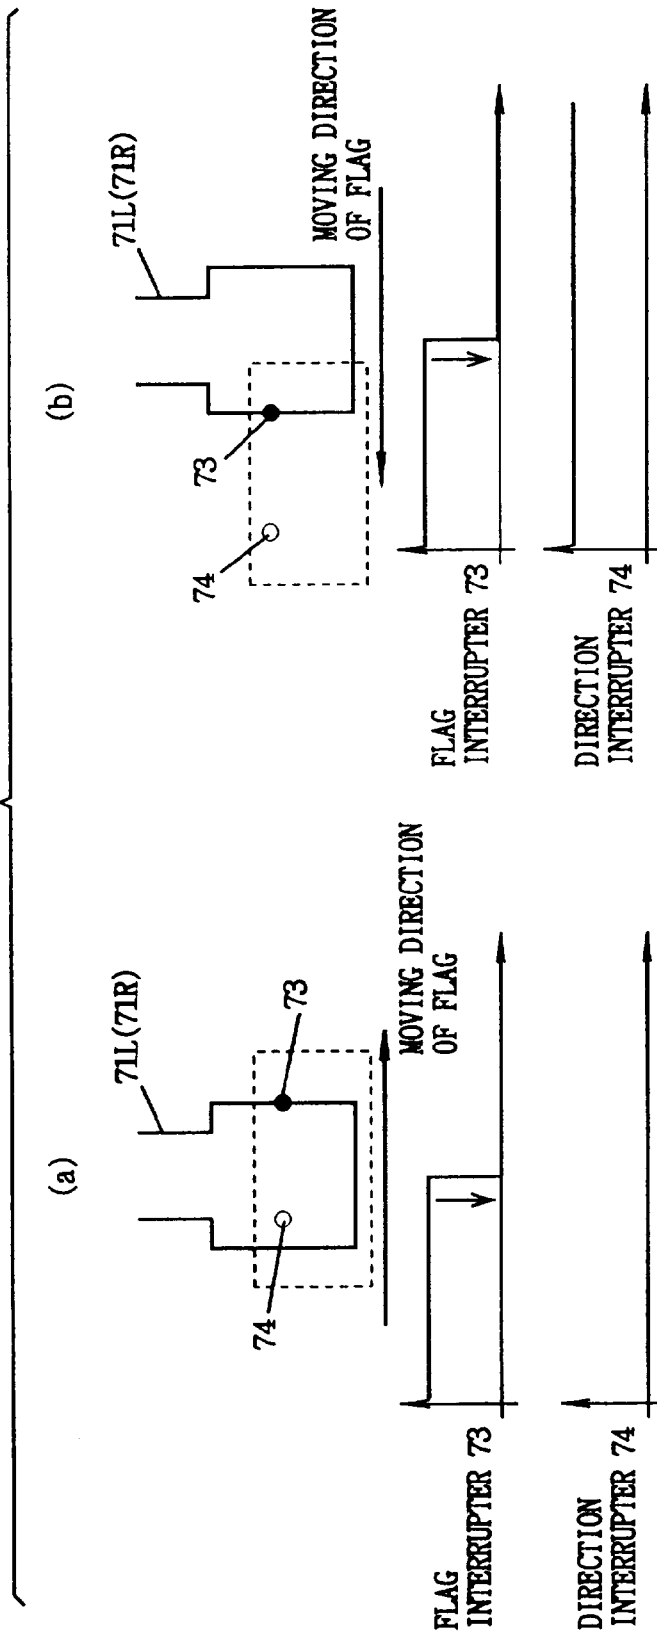 (a)
71L(71R)
73
74
MOVING DIRECTION
OF FLAG
FLAG
INTERRUPTER 73
DIRECTION
INTERRUPTER 74
(b)
71L(71R)
73
74
MOVING DIRECTION
OF FLAG
FLAG
INTERRUPTER 73
DIRECTION
INTERRUPTER 74